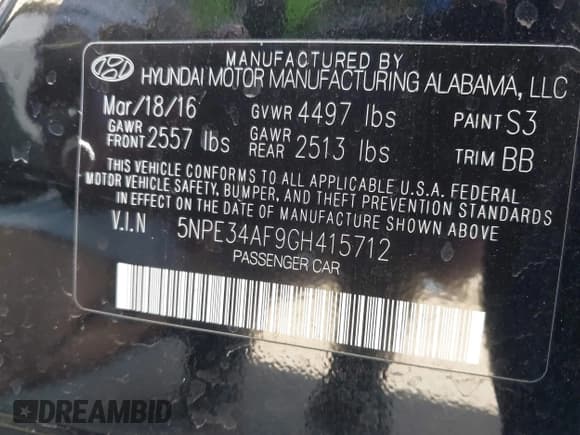 MANUFACTURED BY
HYUNDAI MOTOR MANUFACTURING ALABAMA, LLC
Mar/18/16 GVWR 4497 lbs PAINT S3
GAWR FRONT 2557 lbs GAWR REAR 2513 lbs TRIM BB
THIS VEHICLE CONFORMS TO ALL APPLICABLE U.S.A. FEDERAL
MOTOR VEHICLE SAFETY, BUMPER, AND THEFT PREVENTION STANDARDS
IN EFFECT ON THE DATE OF MANUFACTURE SHOWN ABOVE.
V.I.N 5NPE34AF9GH415712
PASSENGER CAR
DREAMBID